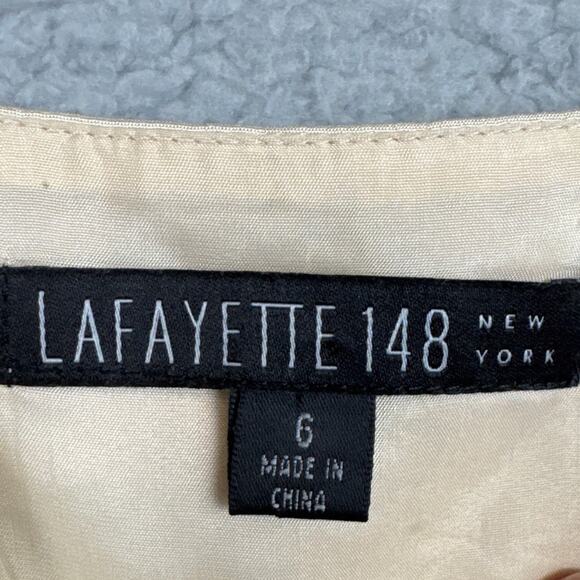 LAFAYETTE 148 NEW YORK
6
MADE IN
CHINA